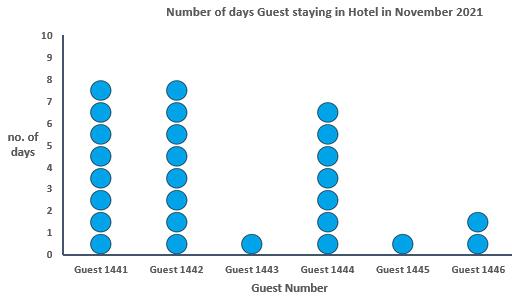 Number of days Guest staying in Hotel in November 2021
10
9
8
7
6
5
4
3
2
1
0
no. of
days
Guest 1441 Guest 1442 Guest 1443 Guest 1444 Guest 1445 Guest 1446
Guest Number